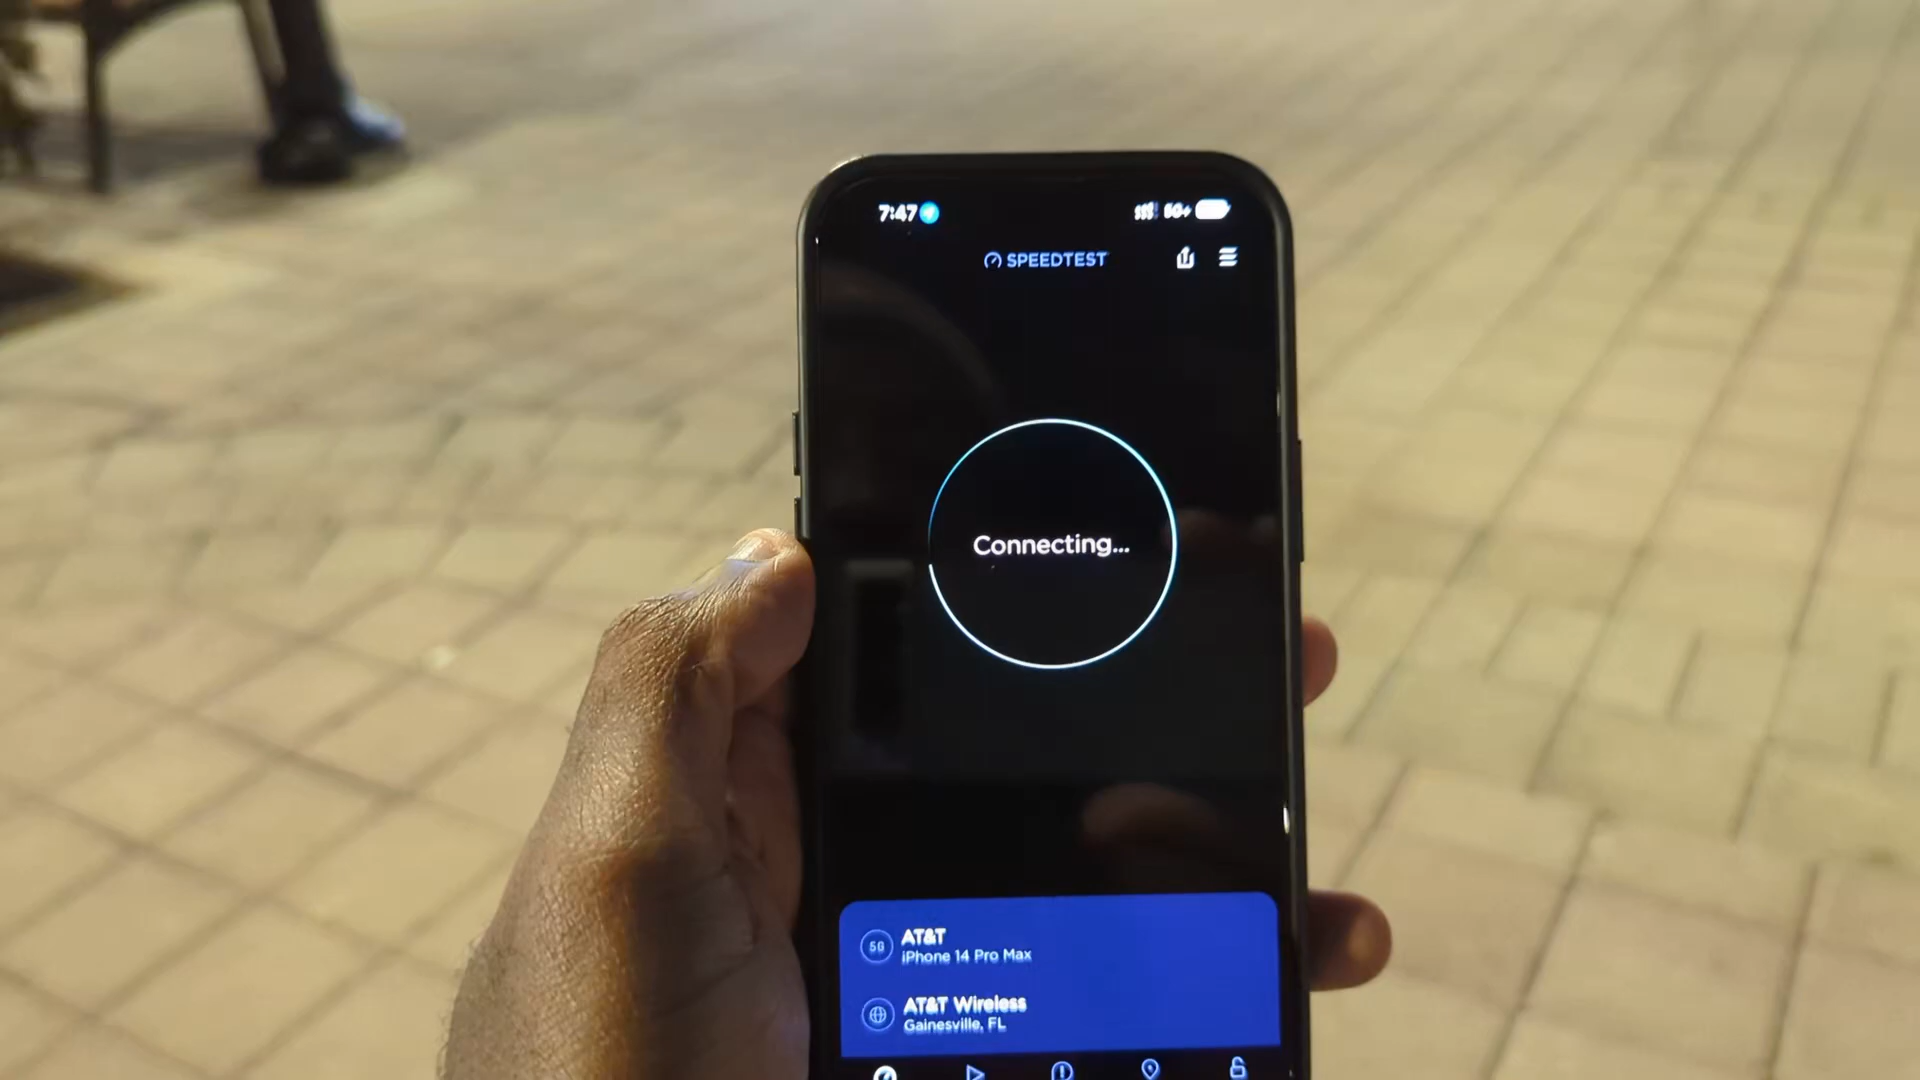 7:47
5G+
SPEEDTEST
Connecting...
5G
AT&T
iPhone 14 Pro Max
AT&T Wireless
Gainesville, FL